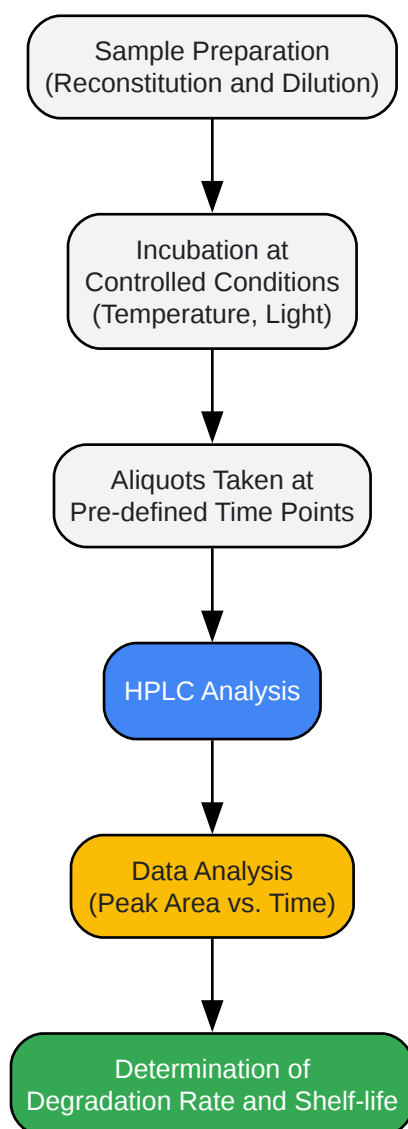 Sample Preparation
(Reconstitution and Dilution)
Incubation at
Controlled Conditions
(Temperature, Light)
Aliquots Taken at
Pre-defined Time Points
HPLC Analysis
Data Analysis
(Peak Area vs. Time)
Determination of
Degradation Rate and Shelf-life